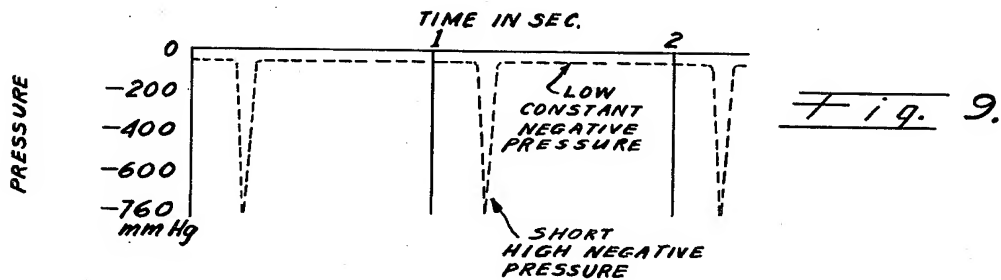 TIME IN SEC.
1 2
PRESSURE
0
-200
-400
-600
-760
mm Hg
LOW
CONSTANT
NEGATIVE
PRESSURE
SHORT
HIGH NEGATIVE
PRESSURE
Fig. 9.